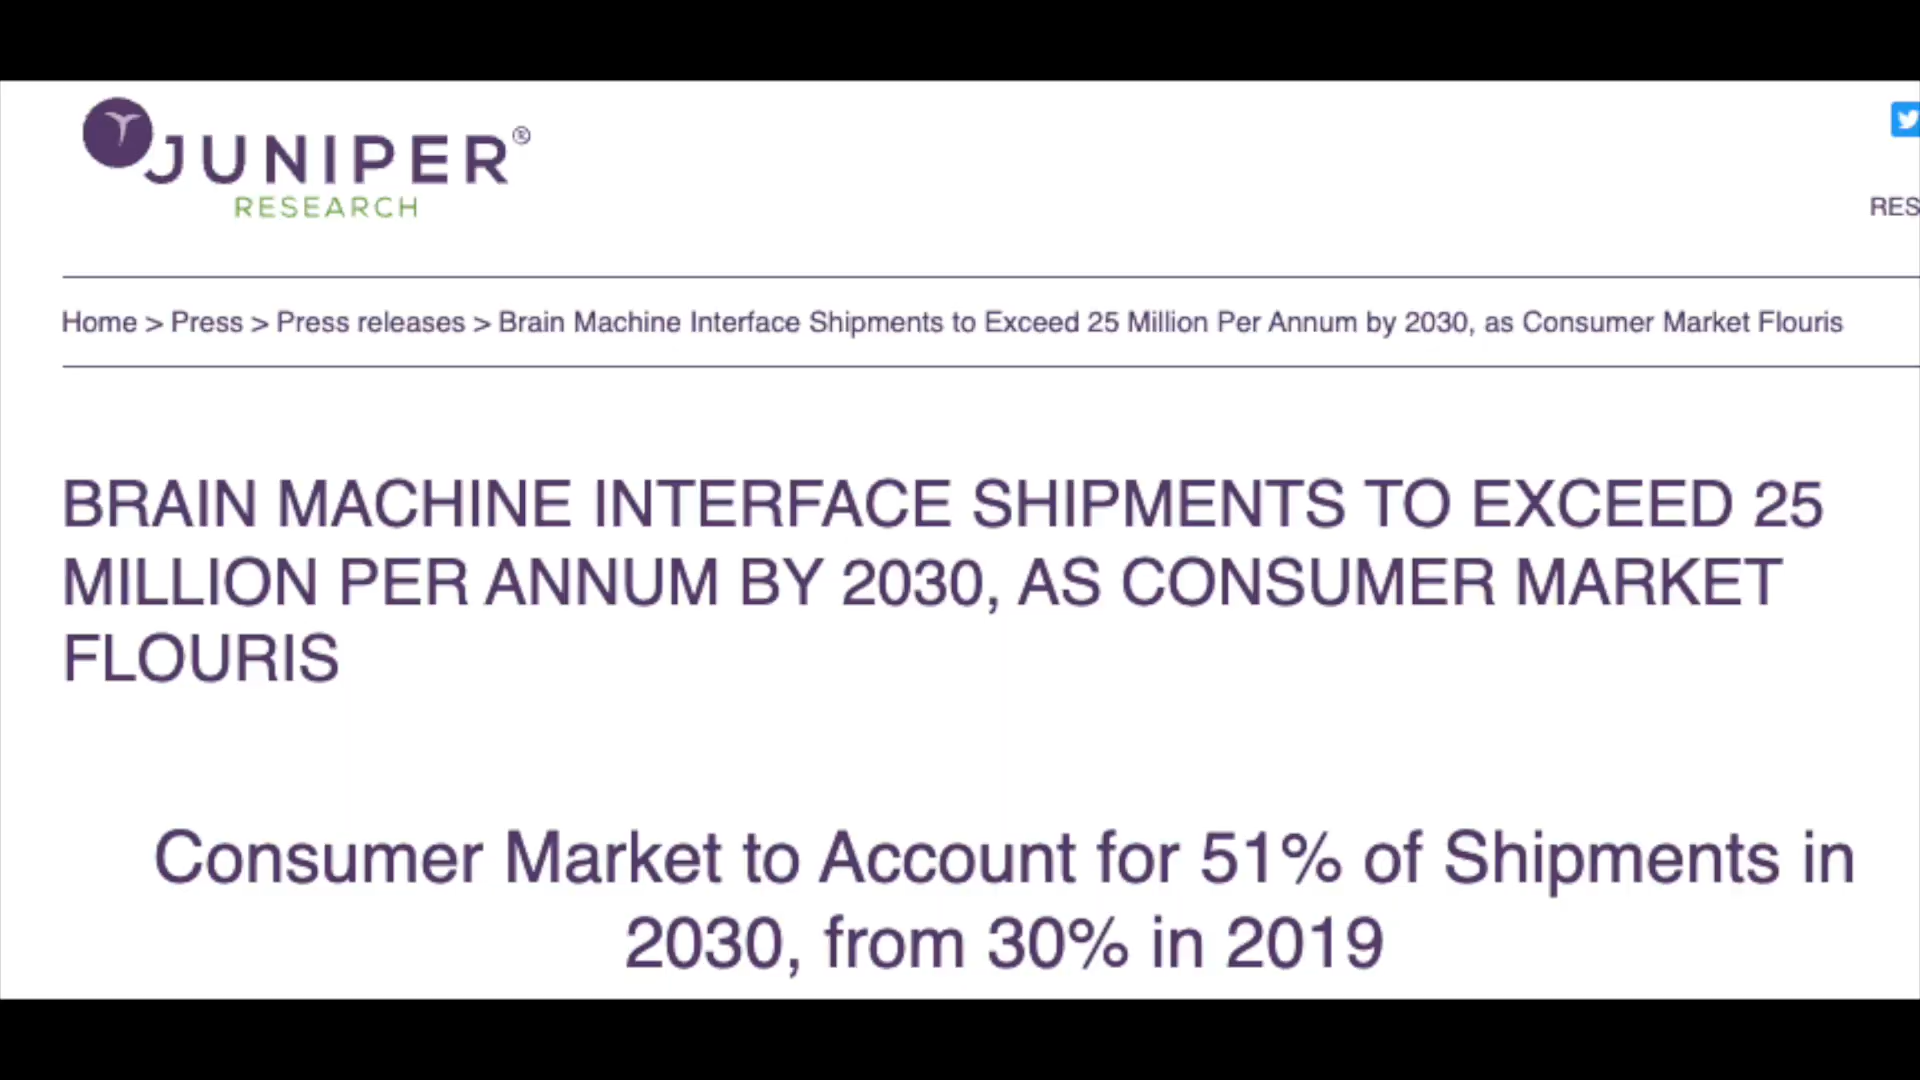 JUNIPER®
RESEARCH
RES
Home > Press > Press releases > Brain Machine Interface Shipments to Exceed 25 Million Per Annum by 2030, as Consumer Market Flouris
BRAIN MACHINE INTERFACE SHIPMENTS TO EXCEED 25
MILLION PER ANNUM BY 2030, AS CONSUMER MARKET
FLOURIS
Consumer Market to Account for 51% of Shipments in
2030, from 30% in 2019